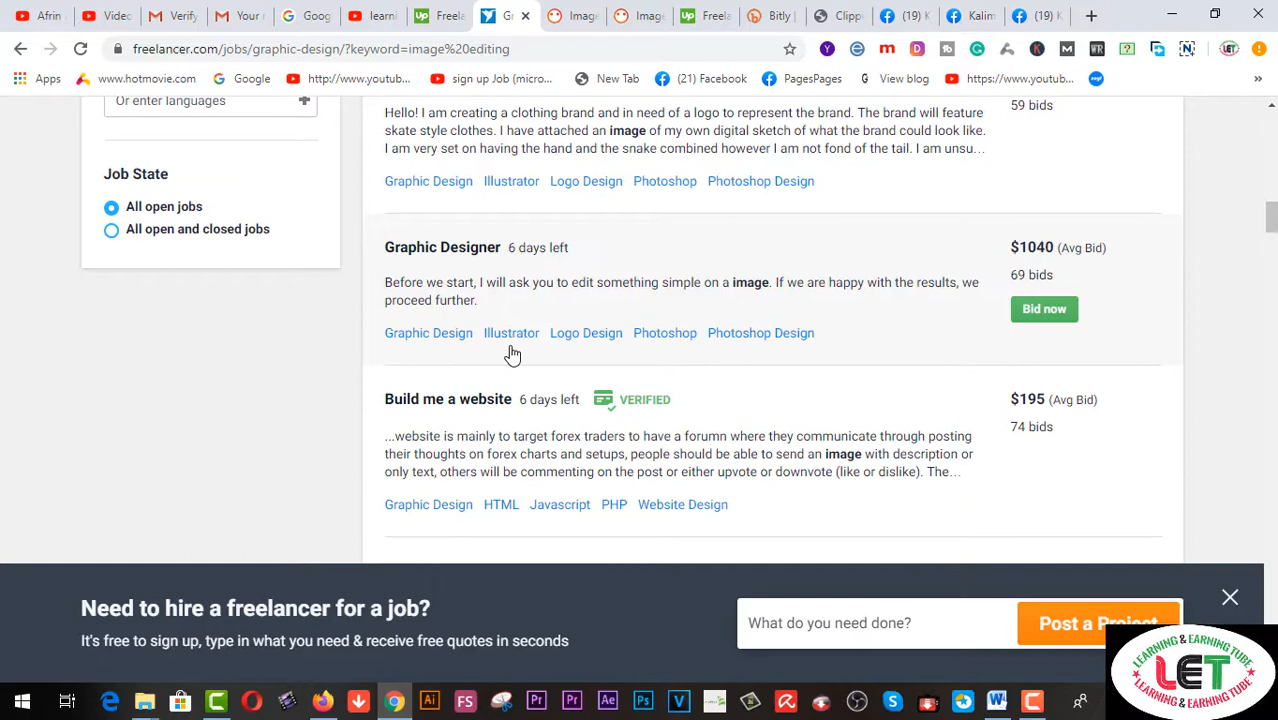 Afrin
Video
Verify
Your
Goog
learni
Freela
Gr
Image
Image
Freela
Bitly |
Clippi
(19) K
Kalim
(19) K
freelancer.com/jobs/graphic-design/?keyword=image%20editing
Apps
www.hotmovie.com
Google
http://www.youtub...
sign up Job (micro...
New Tab
(21) Facebook
PagesPages
View blog
https://www.youtub...
Or enter languages
Job State
All open jobs
All open and closed jobs
Hello! I am creating a clothing brand and in need of a logo to represent the brand. The brand will feature
skate style clothes. I have attached an image of my own digital sketch of what the brand could look like.
I am very set on having the hand and the snake combined however I am not fond of the tail. I am unsu...
59 bids
Graphic Design Illustrator Logo Design Photoshop Photoshop Design
Graphic Designer 6 days left
$1040 (Avg Bid)
69 bids
Before we start, I will ask you to edit something simple on a image. If we are happy with the results, we
proceed further.
Bid now
Graphic Design Illustrator Logo Design Photoshop Photoshop Design
Build me a website 6 days left VERIFIED
$195 (Avg Bid)
74 bids
...website is mainly to target forex traders to have a forumn where they communicate through posting
their thoughts on forex charts and setups, people should be able to send an image with description or
only text, others will be commenting on the post or either upvote or downvote (like or dislike). The...
Graphic Design HTML Javascript PHP Website Design
Need to hire a freelancer for a job?
It's free to sign up, type in what you need & receive free quotes in seconds
What do you need done?
Post a Project
LEARNING & EARNING TUBE
LET
LEARNING & EARNING TUBE